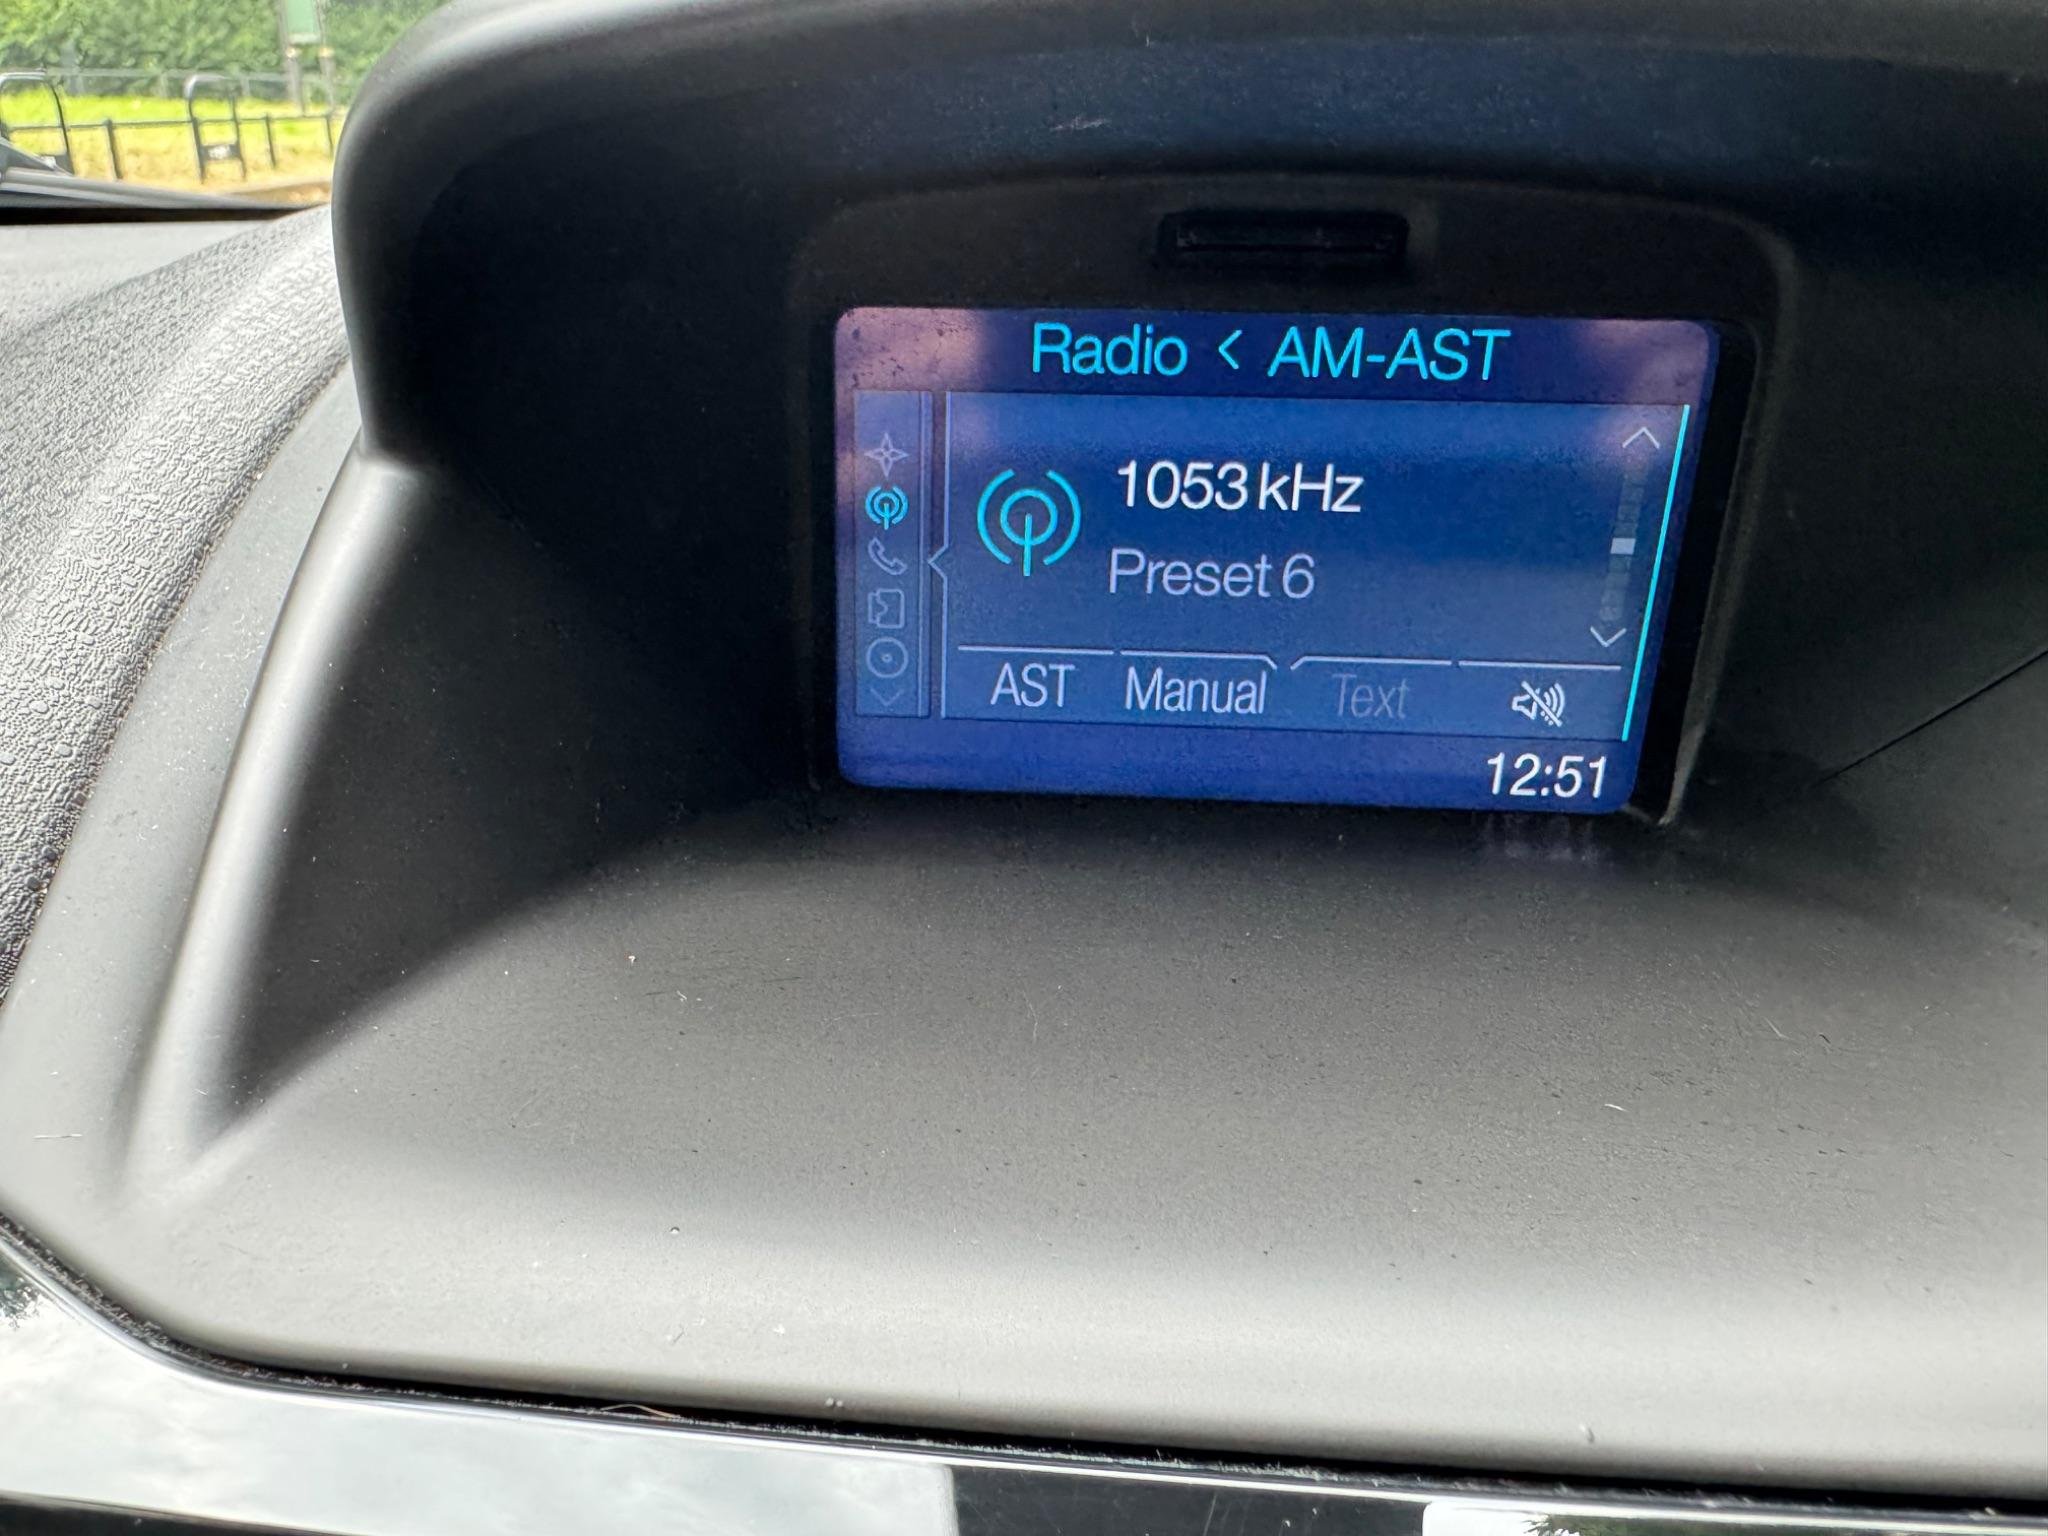 Radio < AM-AST
1053 kHz
Preset 6
AST Manual Text
12:51